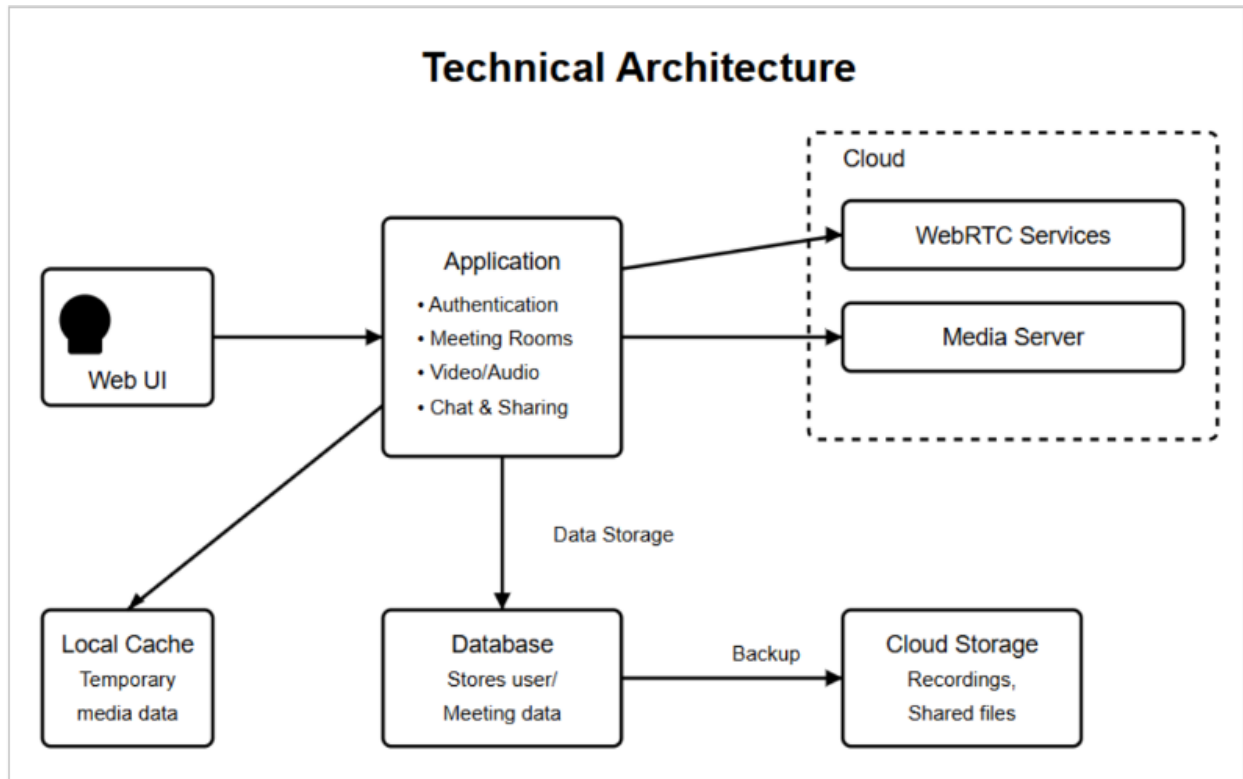 Technical Architecture
Cloud
WebRTC Services
Media Server
Application
• Authentication
• Meeting Rooms
• Video/Audio
• Chat & Sharing
Web UI
Data Storage
Local Cache
Temporary
media data
Database
Stores user/
Meeting data
Backup
Cloud Storage
Recordings,
Shared files